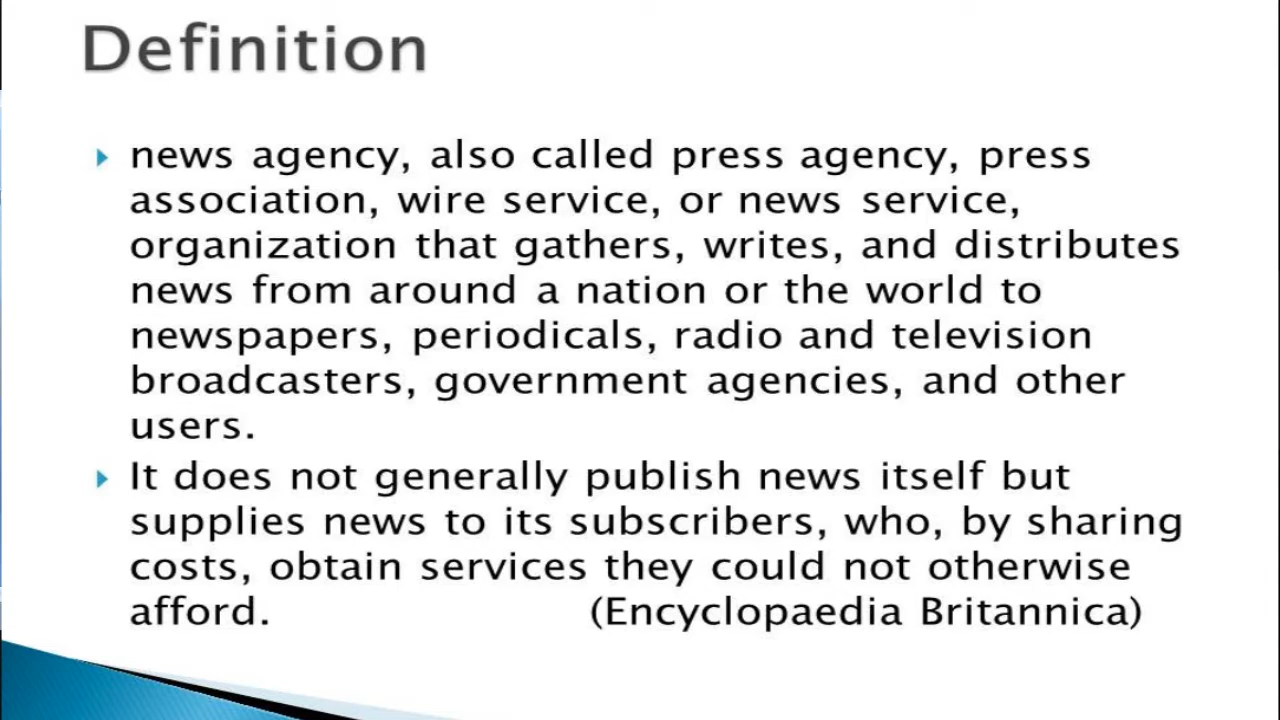 Definition
news agency, also called press agency, press
association, wire service, or news service,
organization that gathers, writes, and distributes
news from around a nation or the world to
newspapers, periodicals, radio and television
broadcasters, government agencies, and other
users.
It does not generally publish news itself but
supplies news to its subscribers, who, by sharing
costs, obtain services they could not otherwise
afford. (Encyclopaedia Britannica)